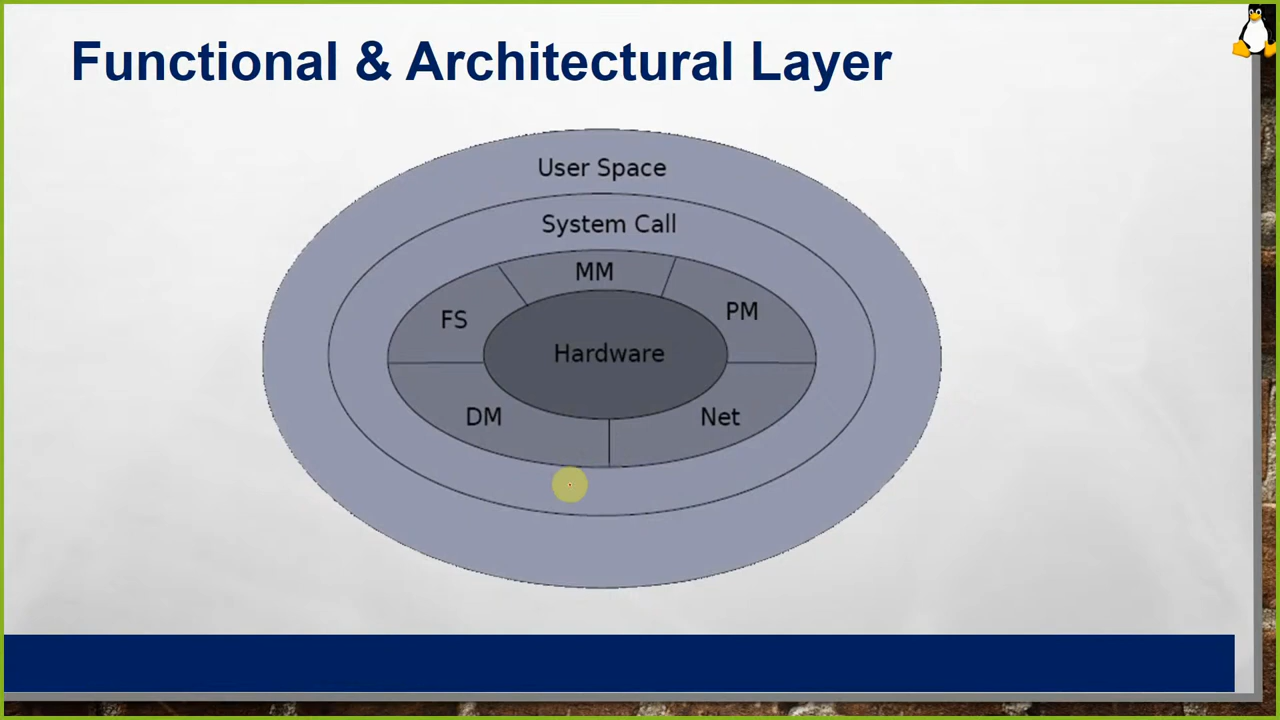 Functional & Architectural Layer
User Space
System Call
MM
FS
PM
Hardware
DM
Net